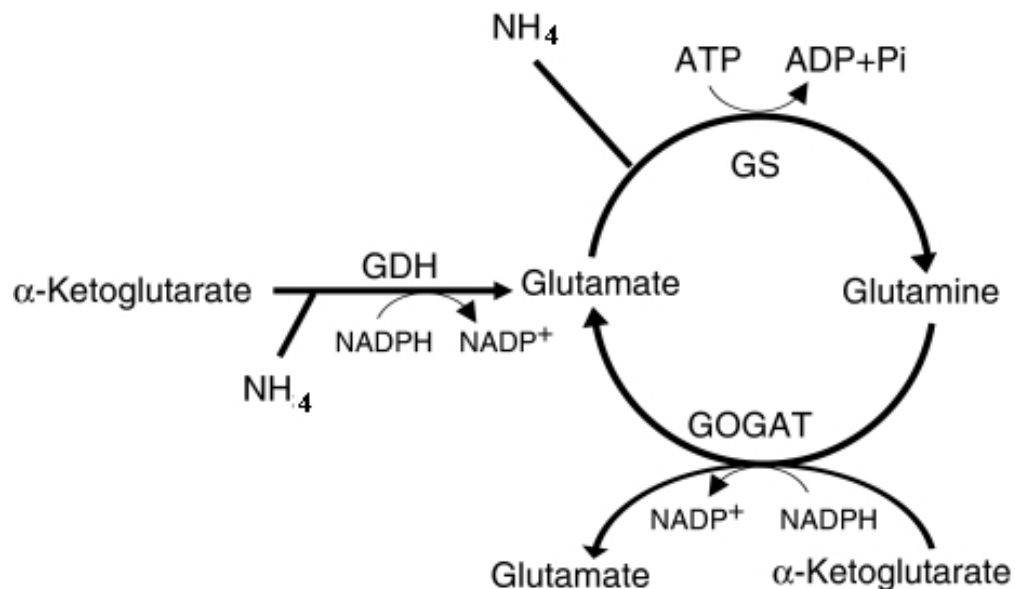 NH4
ATP ADP+Pi
GS
GDH
α-Ketoglutarate Glutamate Glutamine
NADPH NADP⁺
NH4
GOGAT
NADP⁺ NADPH
Glutamate α-Ketoglutarate